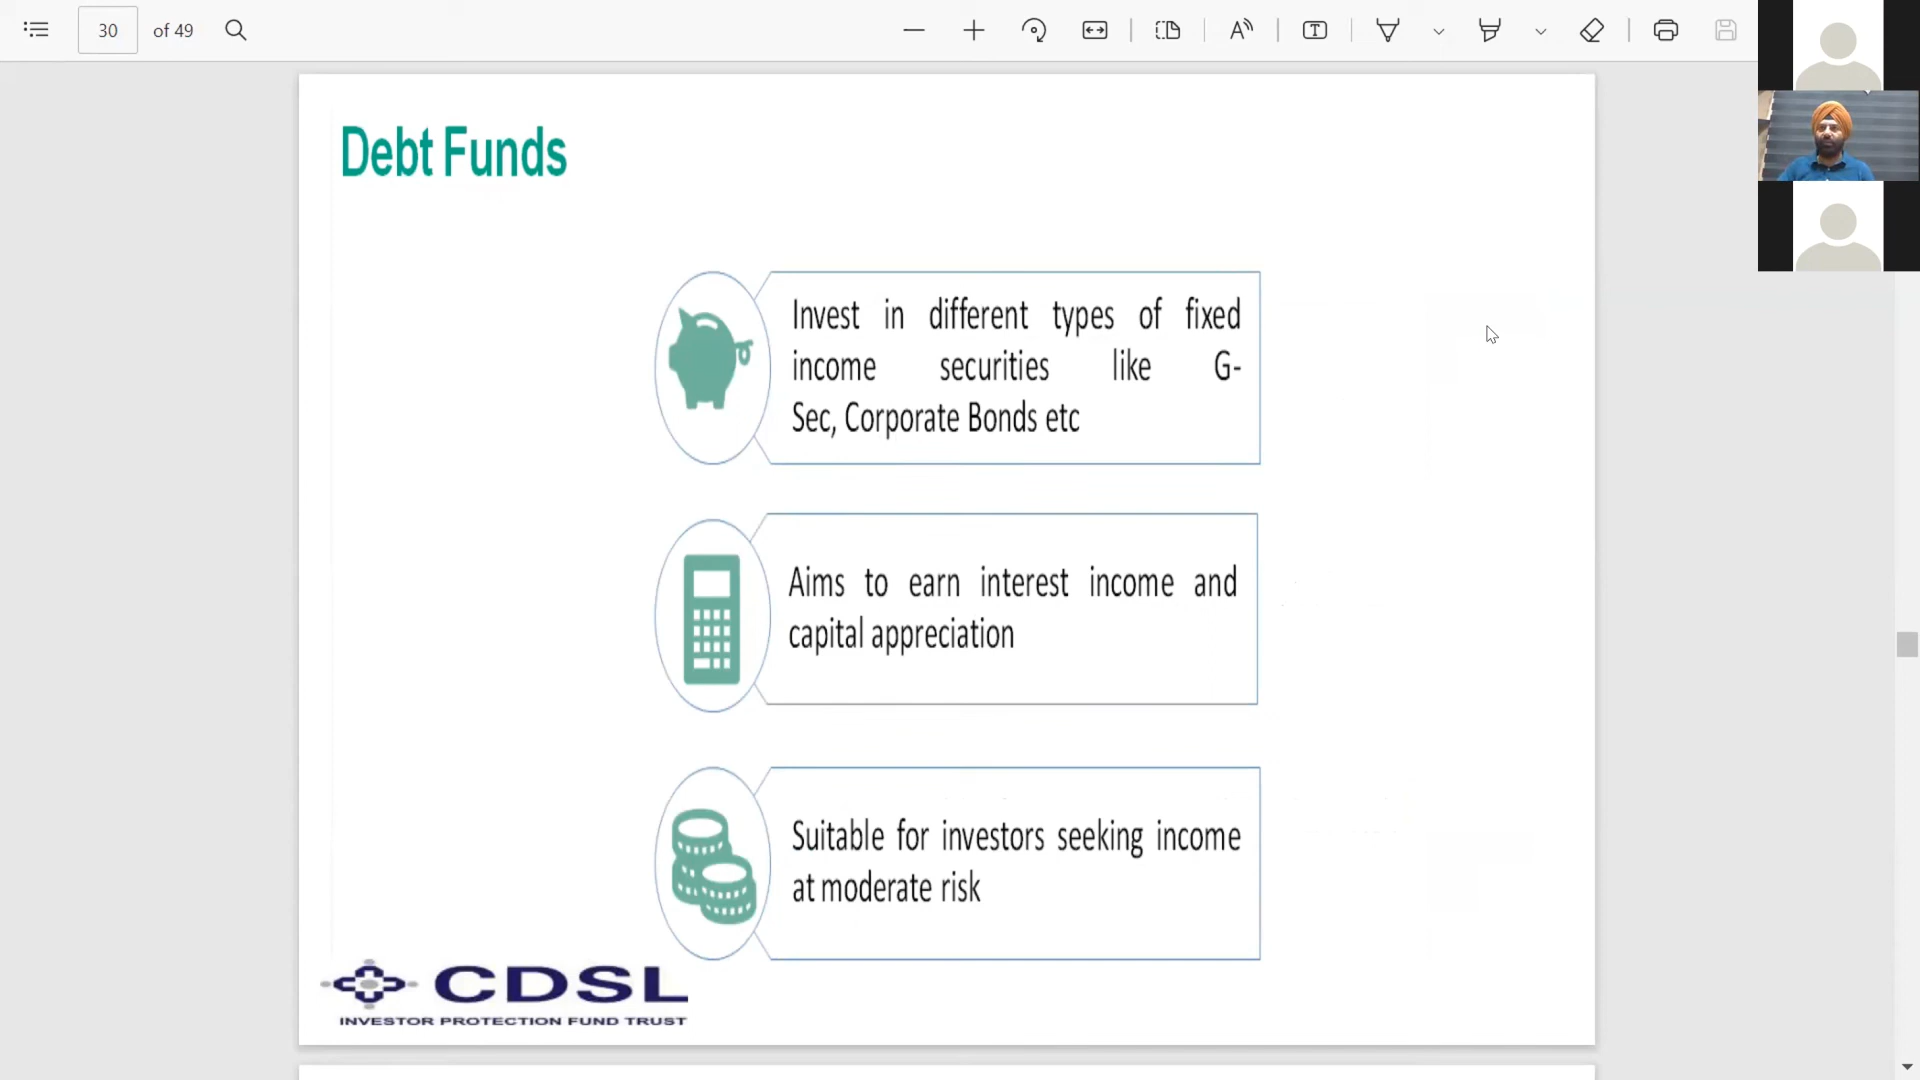 30 of 49
Debt Funds
Invest in different types of fixed
income securities like G-
Sec, Corporate Bonds etc
Aims to earn interest income and
capital appreciation
Suitable for investors seeking income
at moderate risk
CDSL
INVESTOR PROTECTION FUND TRUST